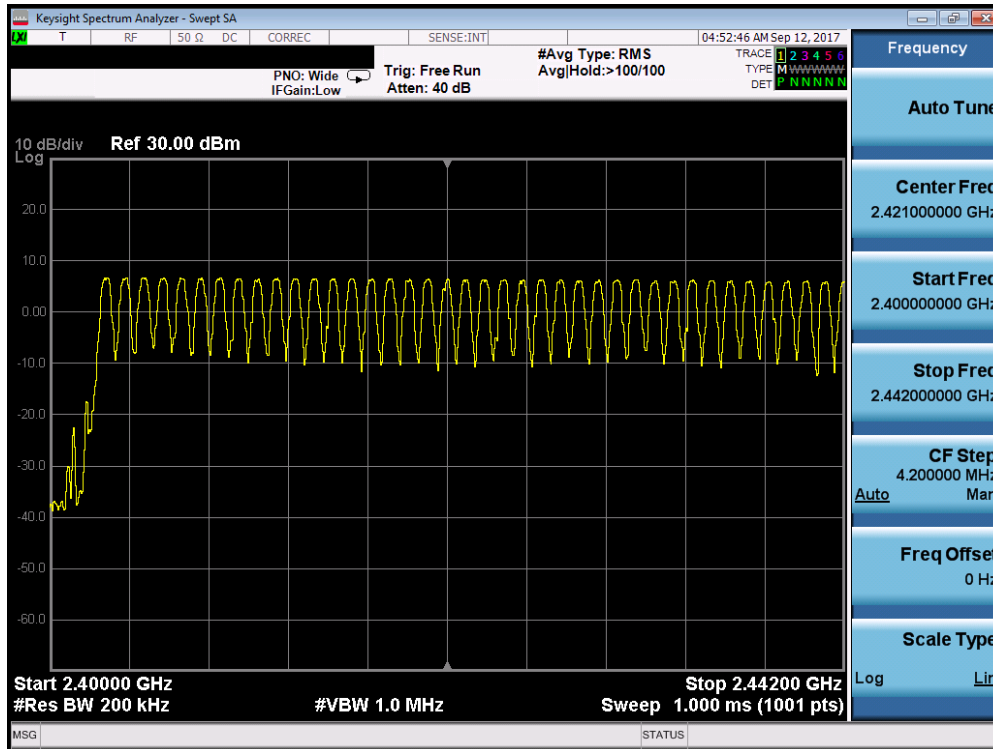 Keysight Spectrum Analyzer - Swept SA
LXI T RF 50 Ω DC CORREC SENSE:INT 04:52:46 AM Sep 12, 2017
PNO: Wide
IFGain:Low
Trig: Free Run
Atten: 40 dB
#Avg Type: RMS
Avg|Hold:>100/100
TRACE 1 2 3 4 5 6
TYPE M WWWWW
DET P N N N N N
10 dB/div
Log
Ref 30.00 dBm
20.0
10.0
0.00
-10.0
-20.0
-30.0
-40.0
-50.0
-60.0
Start 2.40000 GHz
Stop 2.44200 GHz
#Res BW 200 kHz
#VBW 1.0 MHz
Sweep 1.000 ms (1001 pts)
MSG
STATUS
Frequency
Auto Tune
Center Freq
2.421000000 GHz
Start Freq
2.400000000 GHz
Stop Freq
2.442000000 GHz
CF Step
4.200000 MHz
Auto Man
Freq Offset
0 Hz
Scale Type
Log Lin